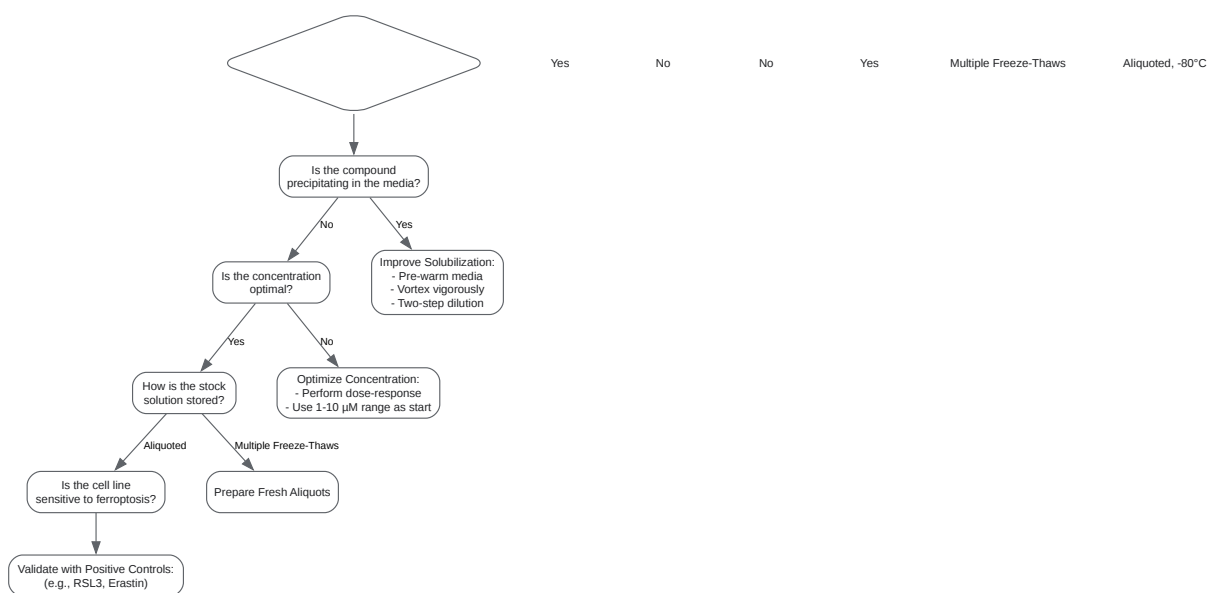 Yes
No
No
Yes
Multiple Freeze-Thaws
Aliquoted, -80°C
Is the compound
precipitating in the media?
No
Yes
Improve Solubilization:
- Pre-warm media
- Vortex vigorously
- Two-step dilution
Is the concentration
optimal?
Yes
No
Optimize Concentration:
- Perform dose-response
- Use 1-10 µM range as start
How is the stock
solution stored?
Aliquoted
Multiple Freeze-Thaws
Is the cell line
sensitive to ferroptosis?
Prepare Fresh Aliquots
Validate with Positive Controls:
(e.g., RSL3, Erastin)